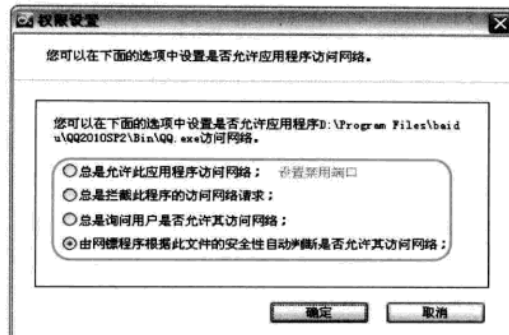 权限设置
您可以在下面的选项中设置是否允许应用程序访问网络。
您可以在下面的选项中设置是否允许应用程序D:\Program Files\baid
u\QQ2010SP2\Bin\QQ.exe访问网络。
总是允许此应用程序访问网络； 设置禁用端口
总是拦截此程序的访问网络请求；
总是询问用户是否允许其访问网络；
由网镖程序根据此文件的安全性自动判断是否允许其访问网络；
确定 取消